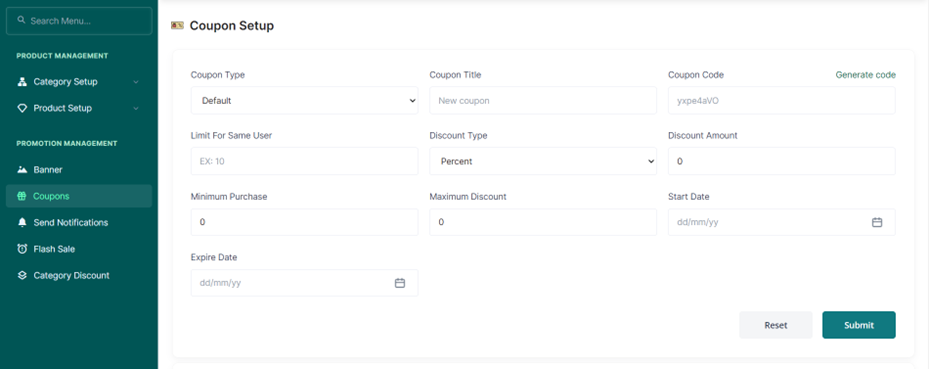 Search Menu...
PRODUCT MANAGEMENT
Category Setup
Product Setup
PROMOTION MANAGEMENT
Banner
Coupons
Send Notifications
Flash Sale
Category Discount
Coupon Setup
Coupon Type Coupon Title Coupon Code Generate code
Default New coupon yxpe4aVO
Limit For Same User Discount Type Discount Amount
EX: 10 Percent 0
Minimum Purchase Maximum Discount Start Date
0 0 dd/mm/yy
Expire Date
dd/mm/yy
Reset Submit